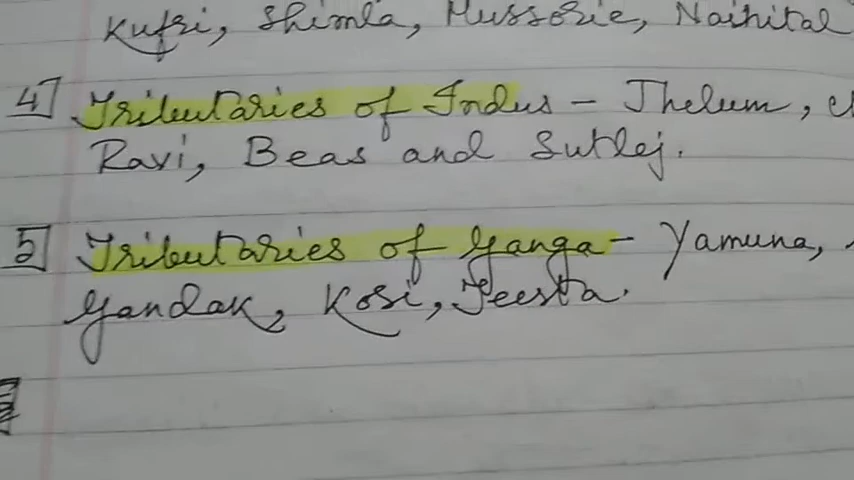 Kufri, Shimla, Mussorie, Nainital
4] Tributaries of Indus - Jhelum,
Ravi, Beas and Sutlej.
5] Tributaries of Ganga - Yamuna,
Gandak, Kosi, Teesta.